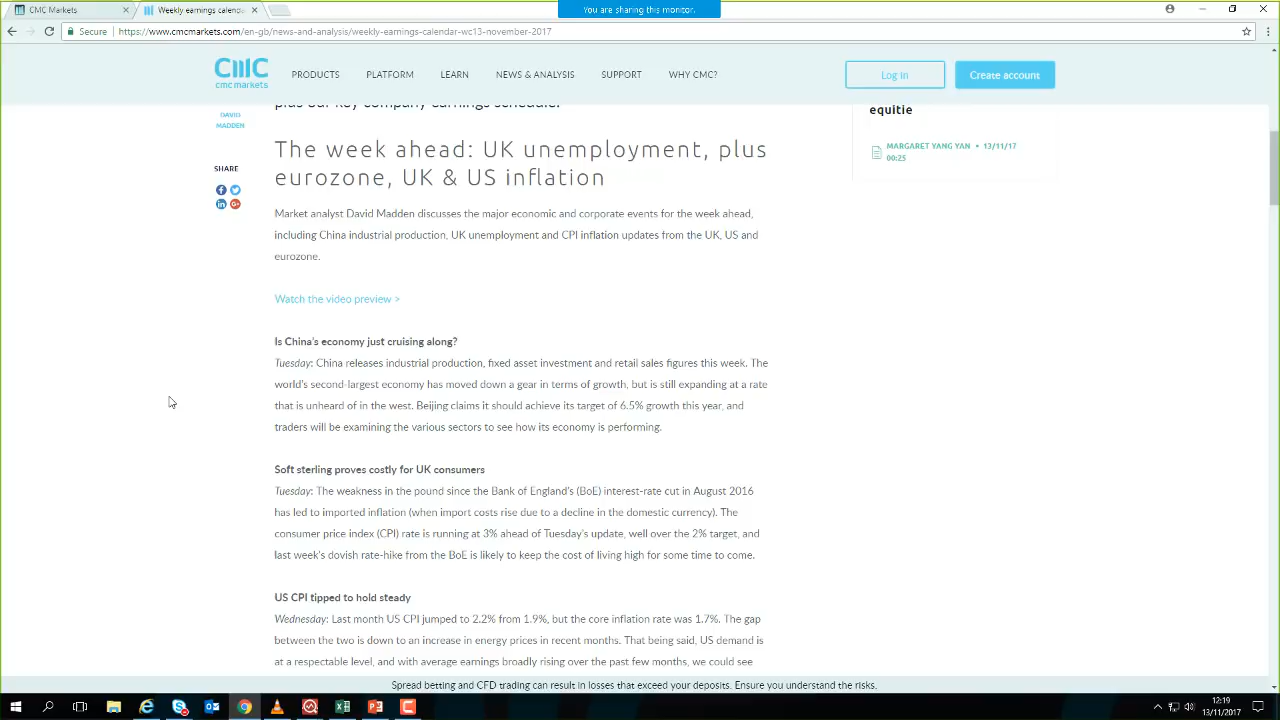 CMC Markets
Weekly earnings calenda
You are sharing this monitor.
Secure
https://www.cmcmarkets.com/en-gb/news-and-analysis/weekly-earnings-calendar-wc13-november-2017
cmc markets
PRODUCTS
PLATFORM
LEARN
NEWS & ANALYSIS
SUPPORT
WHY CMC?
Log in
Create account
plus our key company earnings schedule.
DAVID
MADDEN
SHARE
The week ahead: UK unemployment, plus
eurozone, UK & US inflation
Market analyst David Madden discusses the major economic and corporate events for the week ahead,
including China industrial production, UK unemployment and CPI inflation updates from the UK, US and
eurozone.
Watch the video preview >
Is China's economy just cruising along?
Tuesday: China releases industrial production, fixed asset investment and retail sales figures this week. The
world's second-largest economy has moved down a gear in terms of growth, but is still expanding at a rate
that is unheard of in the west. Beijing claims it should achieve its target of 6.5% growth this year, and
traders will be examining the various sectors to see how its economy is performing.
Soft sterling proves costly for UK consumers
Tuesday: The weakness in the pound since the Bank of England's (BoE) interest-rate cut in August 2016
has led to imported inflation (when import costs rise due to a decline in the domestic currency). The
consumer price index (CPI) rate is running at 3% ahead of Tuesday's update, well over the 2% target, and
last week's dovish rate-hike from the BoE is likely to keep the cost of living high for some time to come.
US CPI tipped to hold steady
Wednesday: Last month US CPI jumped to 2.2% from 1.9%, but the core inflation rate was 1.7%. The gap
between the two is down to an increase in energy prices in recent months. That being said, US demand is
at a respectable level, and with average earnings broadly rising over the past few months, we could see
equitie
MARGARET YANG YAN • 13/11/17
00:25
Spread betting and CFD trading can result in losses that exceed your deposits. Ensure you understand the risks.
12:19
13/11/2017